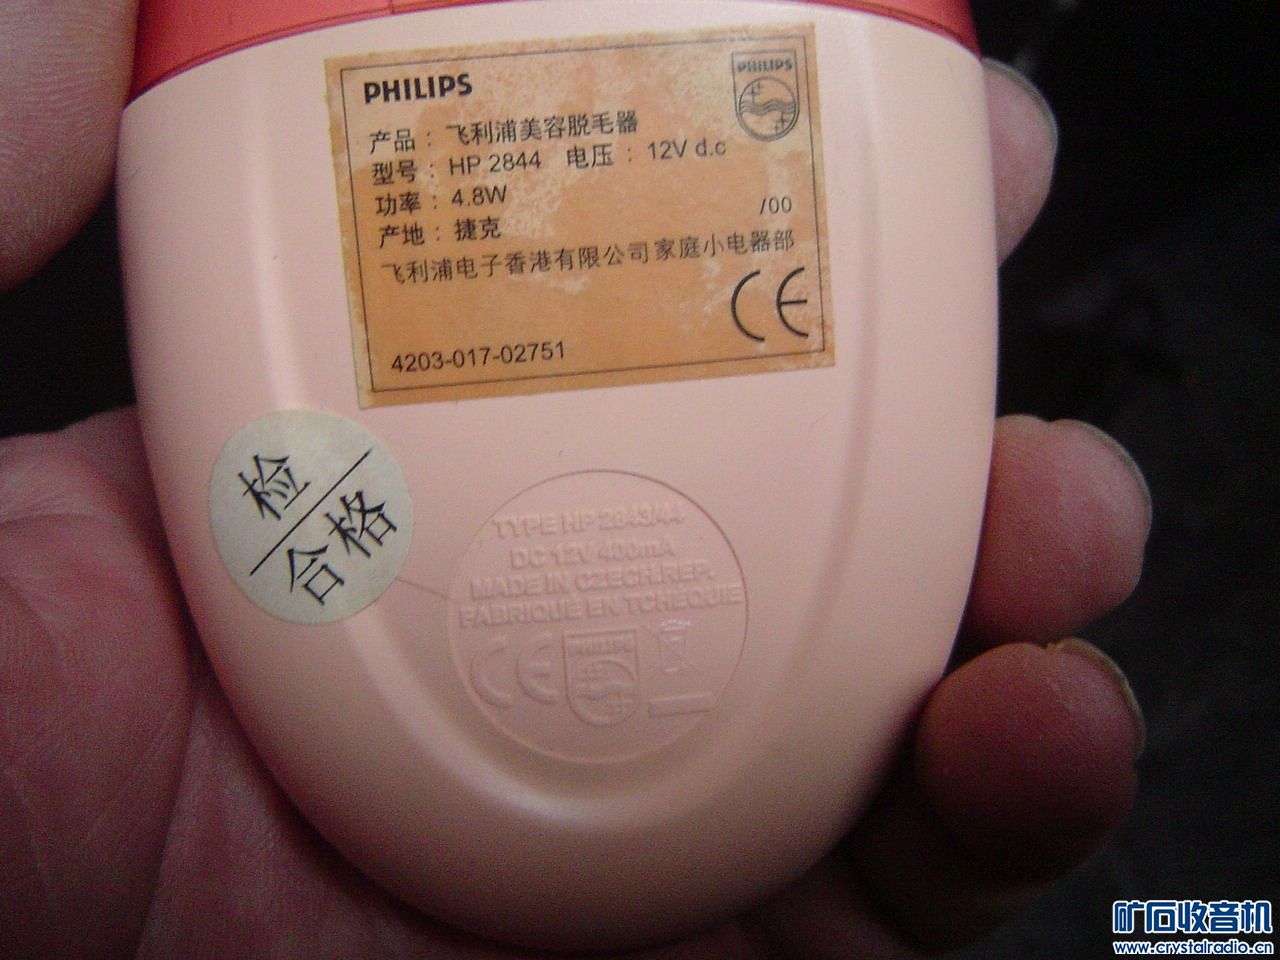 PHILIPS
PHILIPS
产品：飞利浦美容脱毛器
型号：HP 2844 电压：12V d.c
功率：4.8W
/00
产地：捷克
飞利浦电子香港有限公司家庭小电器部
CE
4203-017-02751
检
合格
TYPE HP 2843/44
DC 12V 400mA
MADE IN CZECH.REP.
FABRIQUE EN TCHEQUIE
CE PHILIPS
矿石收音机
www.crystalradio.cn